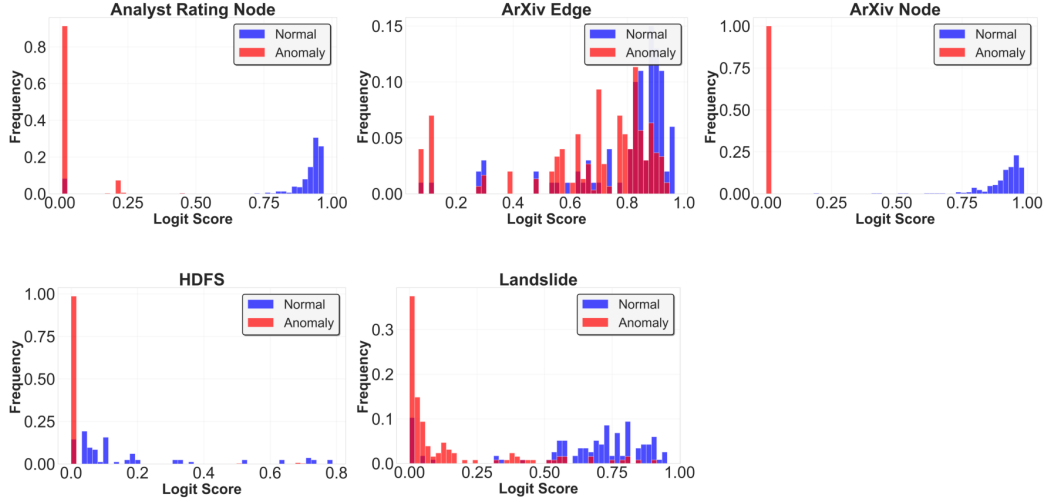 Analyst Rating Node
Frequency
0.8
0.6
0.4
0.2
0.0
0.00 0.25 0.50 0.75 1.00
Logit Score
Normal
Anomaly
ArXiv Edge
Frequency
0.15
0.10
0.05
0.00
0.2 0.4 0.6 0.8 1.0
Logit Score
Normal
Anomaly
ArXiv Node
Frequency
1.00
0.75
0.50
0.25
0.00
0.00 0.25 0.50 0.75 1.00
Logit Score
Normal
Anomaly
HDFS
Frequency
1.00
0.75
0.50
0.25
0.00
0.0 0.2 0.4 0.6 0.8
Logit Score
Normal
Anomaly
Landslide
Frequency
0.3
0.2
0.1
0.0
0.00 0.25 0.50 0.75 1.00
Logit Score
Normal
Anomaly